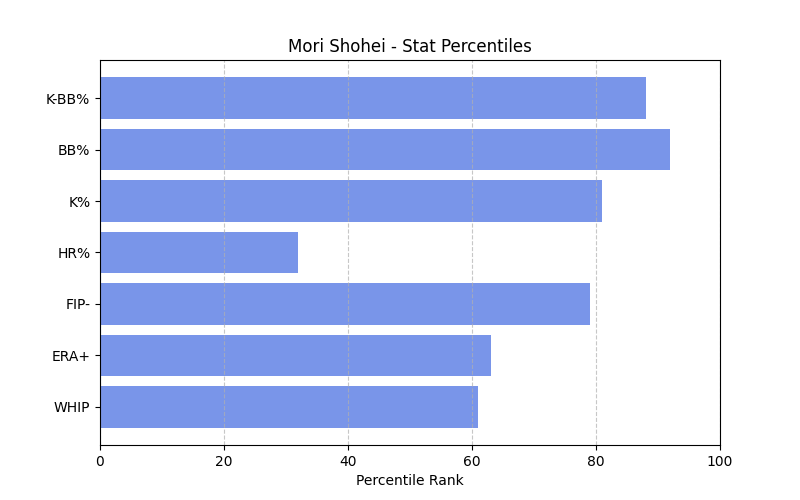 Mori Shohei - Stat Percentiles
K-BB%
BB%
K%
HR%
FIP-
ERA+
WHIP
0 20 40 60 80 100
Percentile Rank